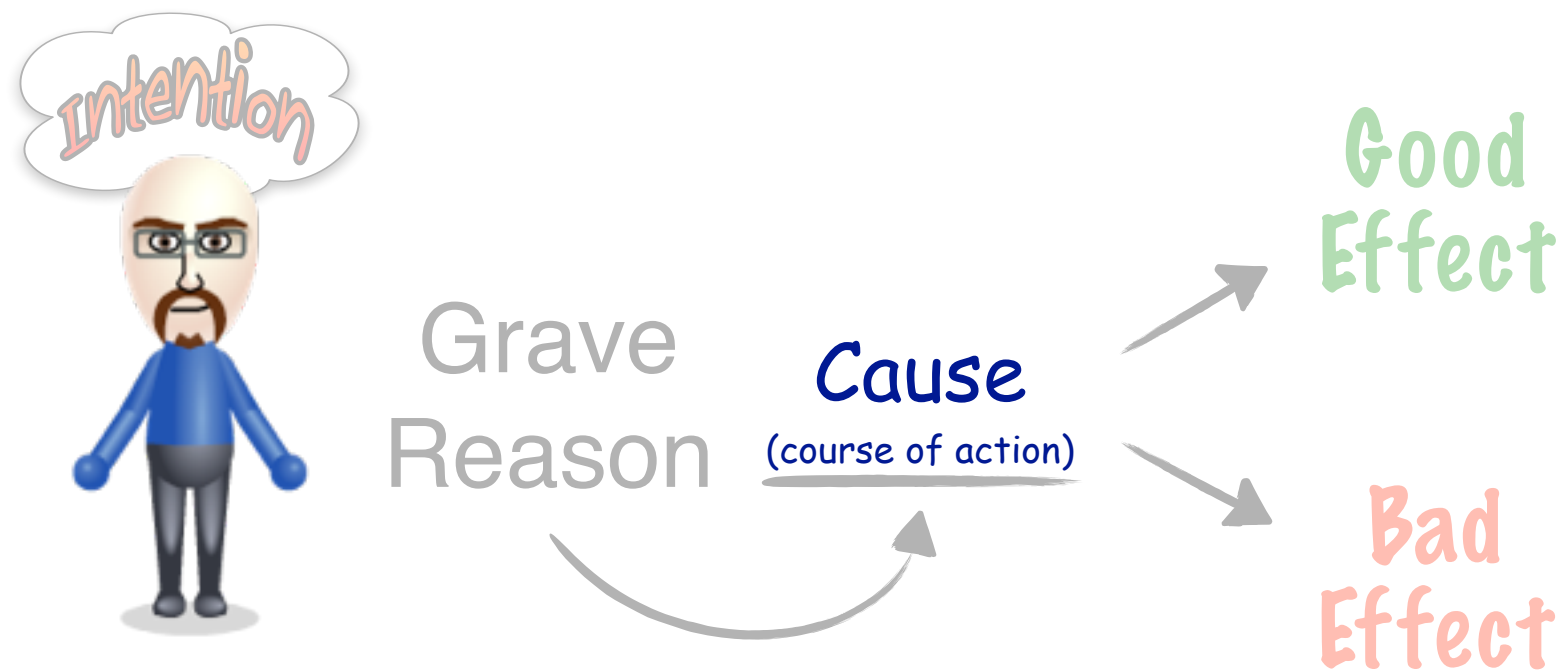 Intention
Grave
Reason
Cause
(course of action)
Good
Effect
Bad
Effect